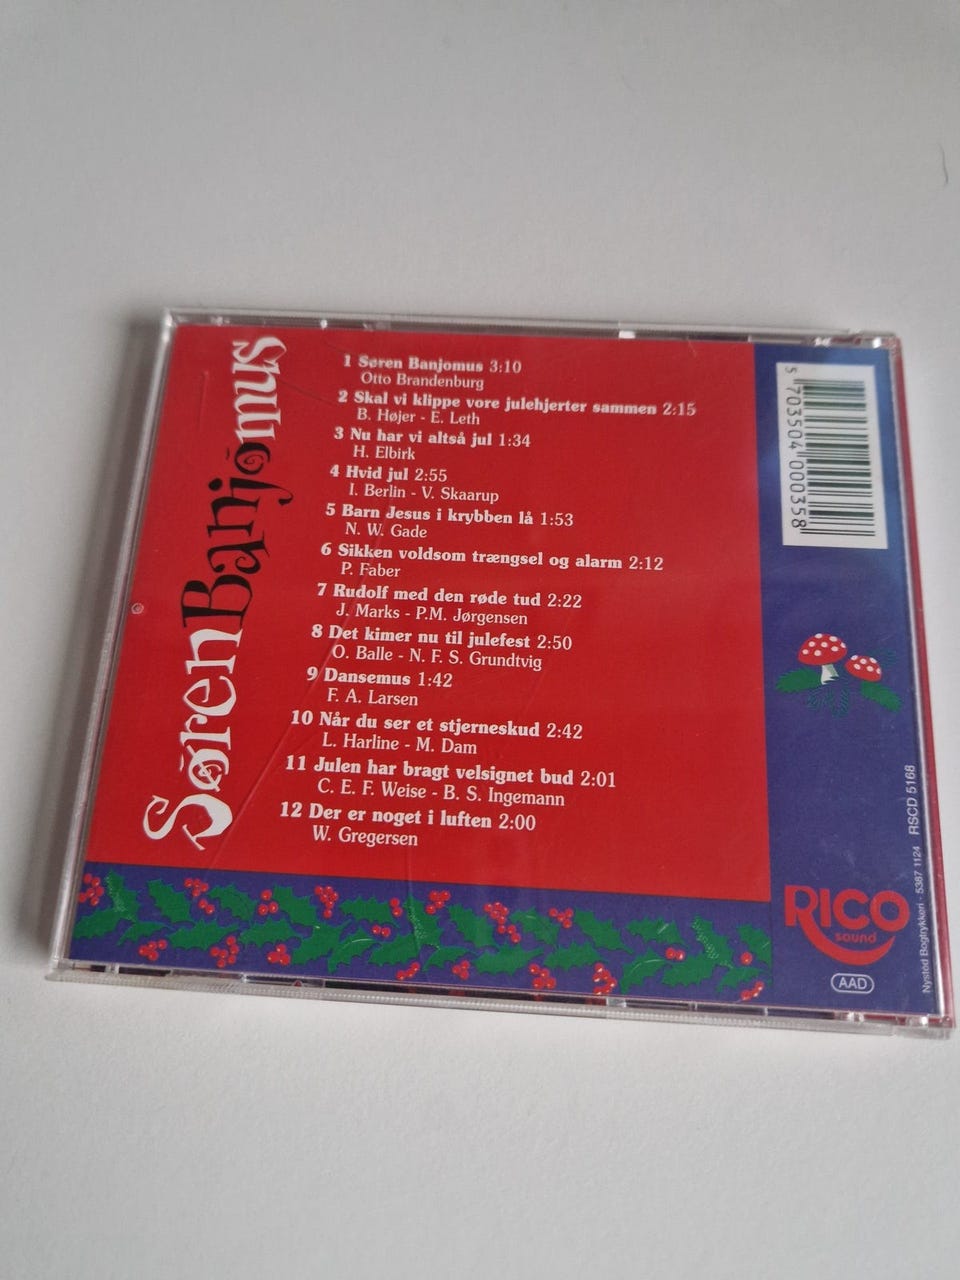 Søren Banjomus
1 Søren Banjomus 3:10
Otto Brandenburg
2 Skal vi klippe vore julehjerter sammen 2:15
B. Højer - E. Leth
3 Nu har vi altså jul 1:34
H. Elbirk
4 Hvid jul 2:55
I. Berlin - V. Skaarup
5 Barn Jesus i krybben lå 1:53
N. W. Gade
6 Sikken voldsom trængsel og alarm 2:12
P. Faber
7 Rudolf med den røde tud 2:22
J. Marks - P.M. Jørgensen
8 Det kimer nu til julefest 2:50
O. Balle - N. F. S. Grundtvig
9 Dansemus 1:42
F. A. Larsen
10 Når du ser et stjerneskud 2:42
L. Harline - M. Dam
11 Julen har bragt velsignet bud 2:01
C. E. F. Weise - B. S. Ingemann
12 Der er noget i luften 2:00
W. Gregersen
5 703504 000358
RICO
sound
AAD
Nysted Bogtrykkeri - 5387 1124 RSCD 5168